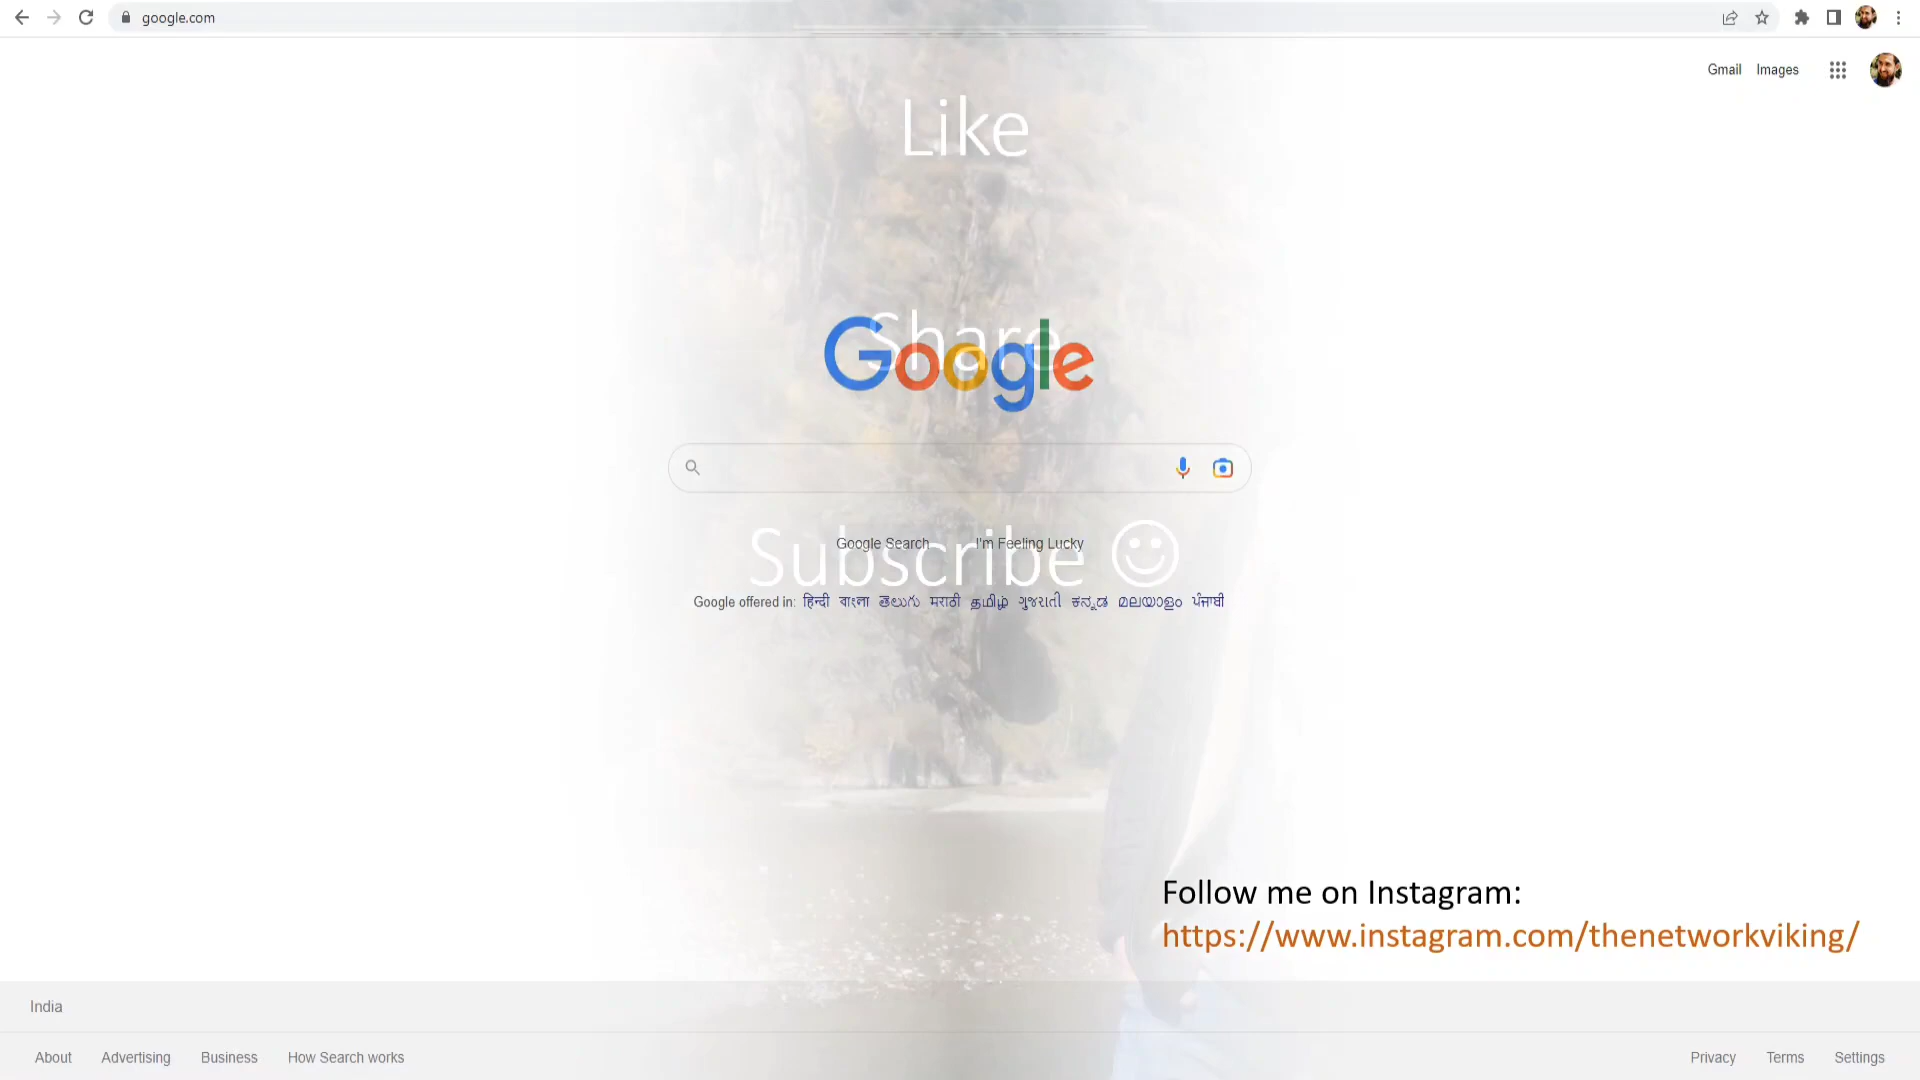 google.com
Gmail Images
Like
Share
Google
Subscribe
Google Search I'm Feeling Lucky
Google offered in: हिन्दी বাংলা తెలుగు मराठी தமிழ் ગુજરાતી ಕನ್ನಡ മലയാളം ਪੰਜਾਬੀ
Follow me on Instagram:
https://www.instagram.com/thenetworkviking/
India
About Advertising Business How Search works Privacy Terms Settings